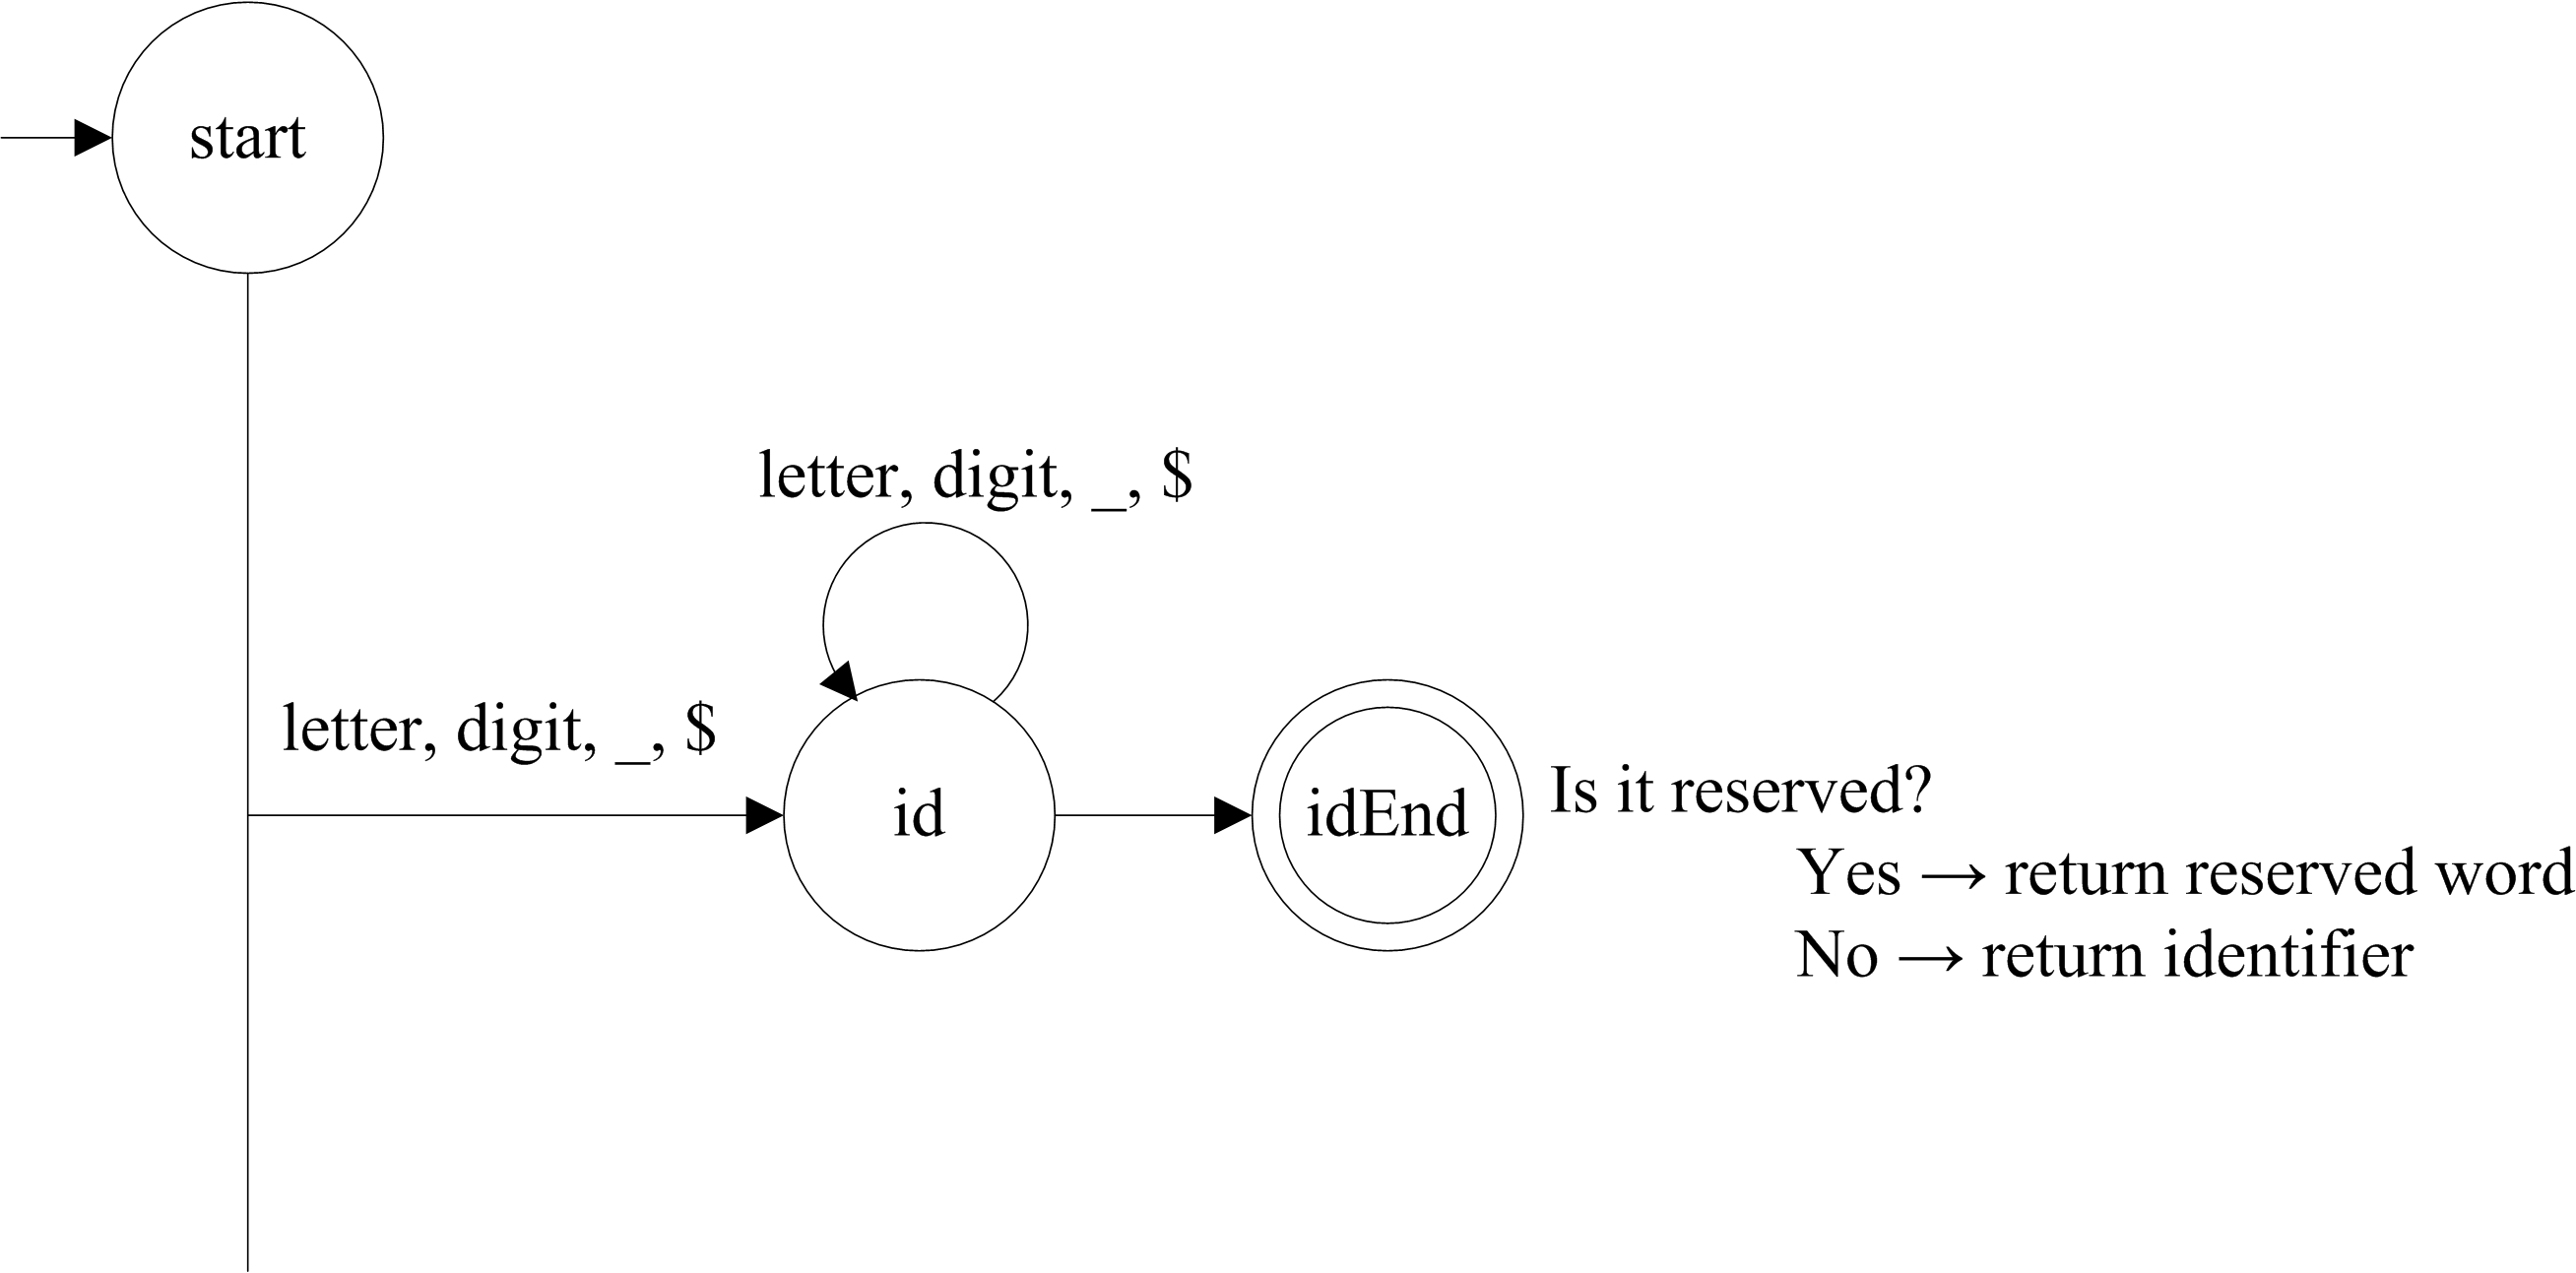 start
letter, digit, _, $
letter, digit, _, $
id
idEnd
Is it reserved?
Yes → return reserved word
No → return identifier